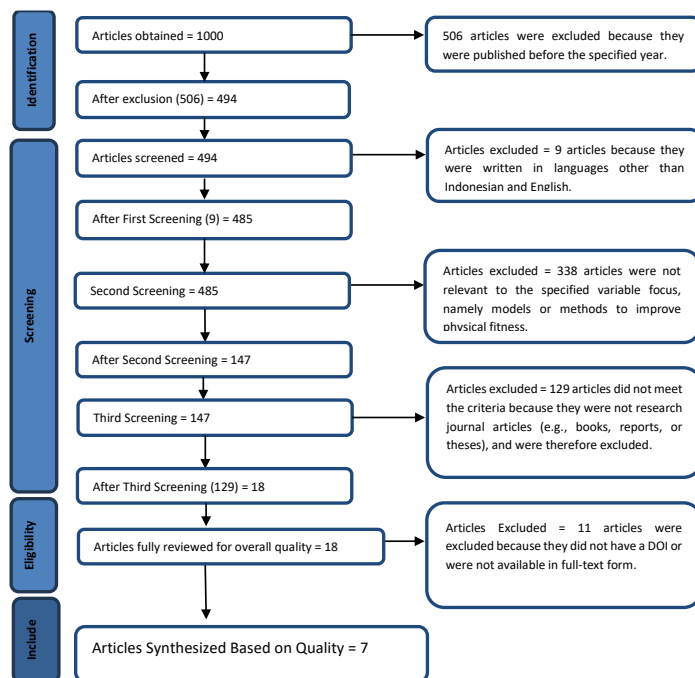 Identification
Articles obtained = 1000
506 articles were excluded because they
were published before the specified year.
After exclusion (506) = 494
Screening
Articles screened = 494
Articles excluded = 9 articles because they
were written in languages other than
Indonesian and English.
After First Screening (9) = 485
Second Screening = 485
Articles excluded = 338 articles were not
relevant to the specified variable focus,
namely models or methods to improve
physical fitness.
After Second Screening = 147
Third Screening = 147
Articles excluded = 129 articles did not meet
the criteria because they were not research
journal articles (e.g., books, reports, or
theses), and were therefore excluded.
After Third Screening (129) = 18
Eligibility
Articles fully reviewed for overall quality = 18
Articles Excluded = 11 articles were
excluded because they did not have a DOI or
were not available in full-text form.
Include
Articles Synthesized Based on Quality = 7